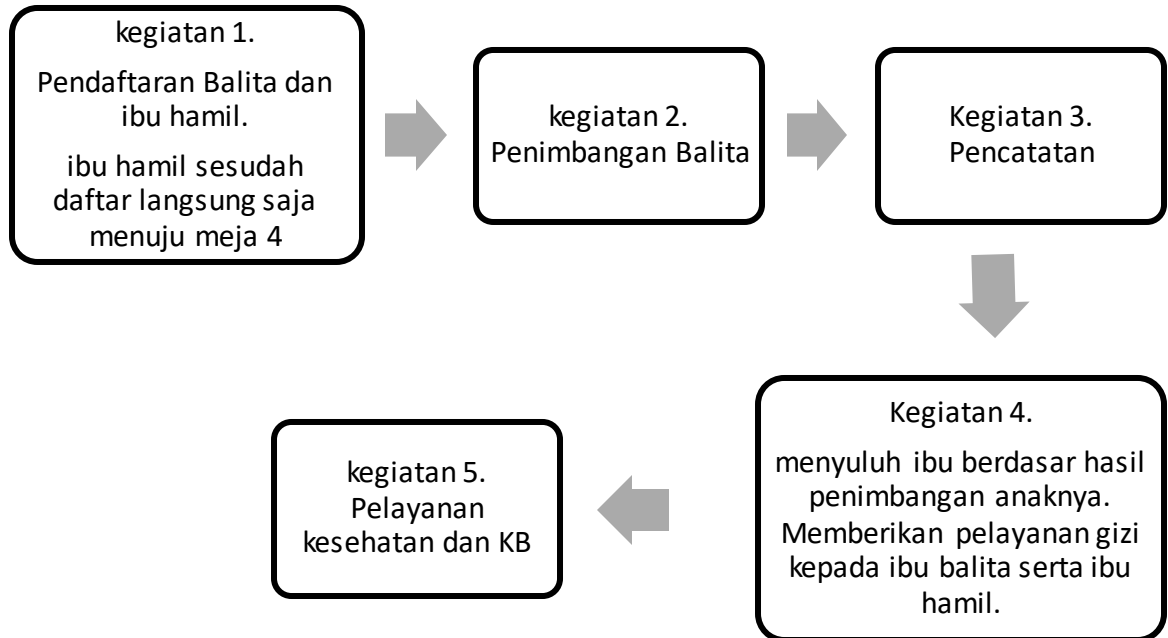 kegiatan 1.
Pendaftaran Balita dan
ibu hamil.
ibu hamil sesudah
daftar langsung saja
menuju meja 4
kegiatan 2.
Penimbangan Balita
Kegiatan 3.
Pencatatan
Kegiatan 4.
menyuluh ibu berdasar hasil
penimbangan anaknya.
Memberikan pelayanan gizi
kepada ibu balita serta ibu
hamil.
kegiatan 5.
Pelayanan
kesehatan dan KB